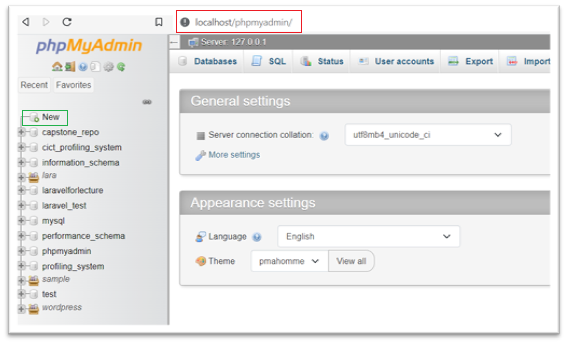 localhost/phpmyadmin/
phpMyAdmin
Recent Favorites
New
capstone_repo
cict_profiling_system
information_schema
lara
laravelforlecture
laravel_test
mysql
performance_schema
phpmyadmin
profiling_system
sample
test
wordpress
Server: 127.0.0.1
Databases SQL Status User accounts Export Import
General settings
Server connection collation: utf8mb4_unicode_ci
More settings
Appearance settings
Language English
Theme pmahomme View all